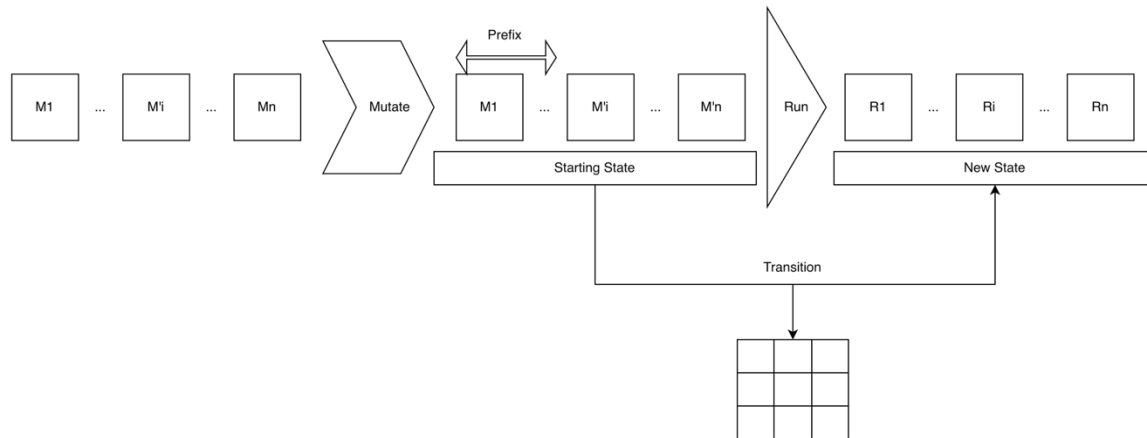 Prefix
M1 ... M'i ... Mn
Mutate
M1 ... M'i ... M'n
Run
R1 ... Ri ... Rn
Starting State
New State
Transition